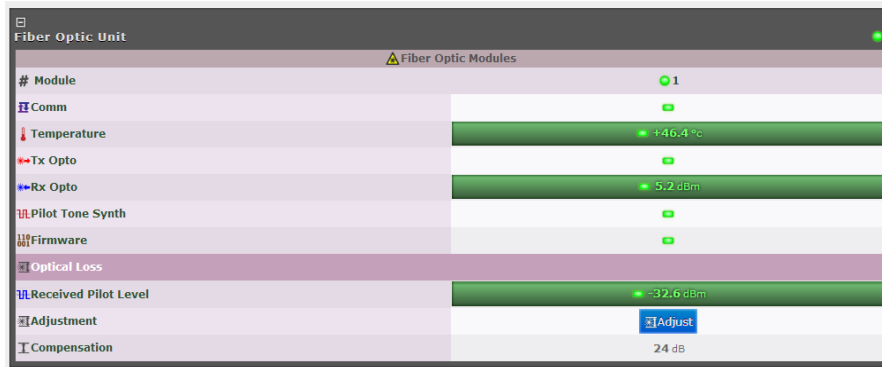 Fiber Optic Unit
Fiber Optic Modules
# Module 1
Comm
Temperature +46.4 °C
Tx Opto
Rx Opto 5.2 dBm
Pilot Tone Synth
Firmware
Optical Loss
Received Pilot Level -32.6 dBm
Adjustment Adjust
Compensation 24 dB